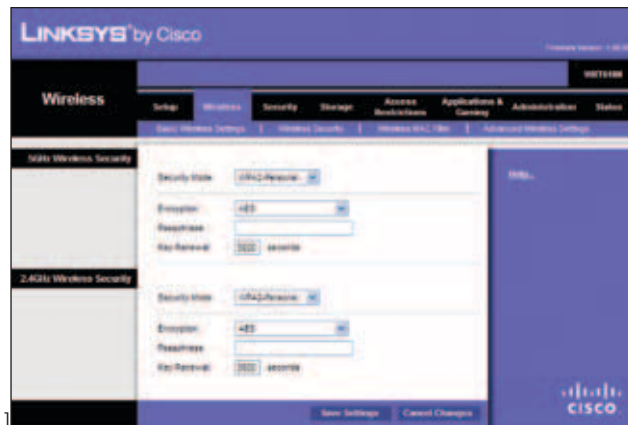 LINKSYS® by Cisco
Wireless
Setup Wireless Security Storage Access Restrictions Applications & Gaming Administration Status
Basic Wireless Settings | Wireless Security | Wireless MAC Filter | Advanced Wireless Settings
5GHz Wireless Security
Security Mode: WPA2-Personal
Encryption: AES
Passphrase:
Key Renewal: 3600 seconds
Help...
2.4GHz Wireless Security
Security Mode: WPA2-Personal
Encryption: AES
Passphrase:
Key Renewal: 3600 seconds
Save Settings Cancel Changes
CISCO